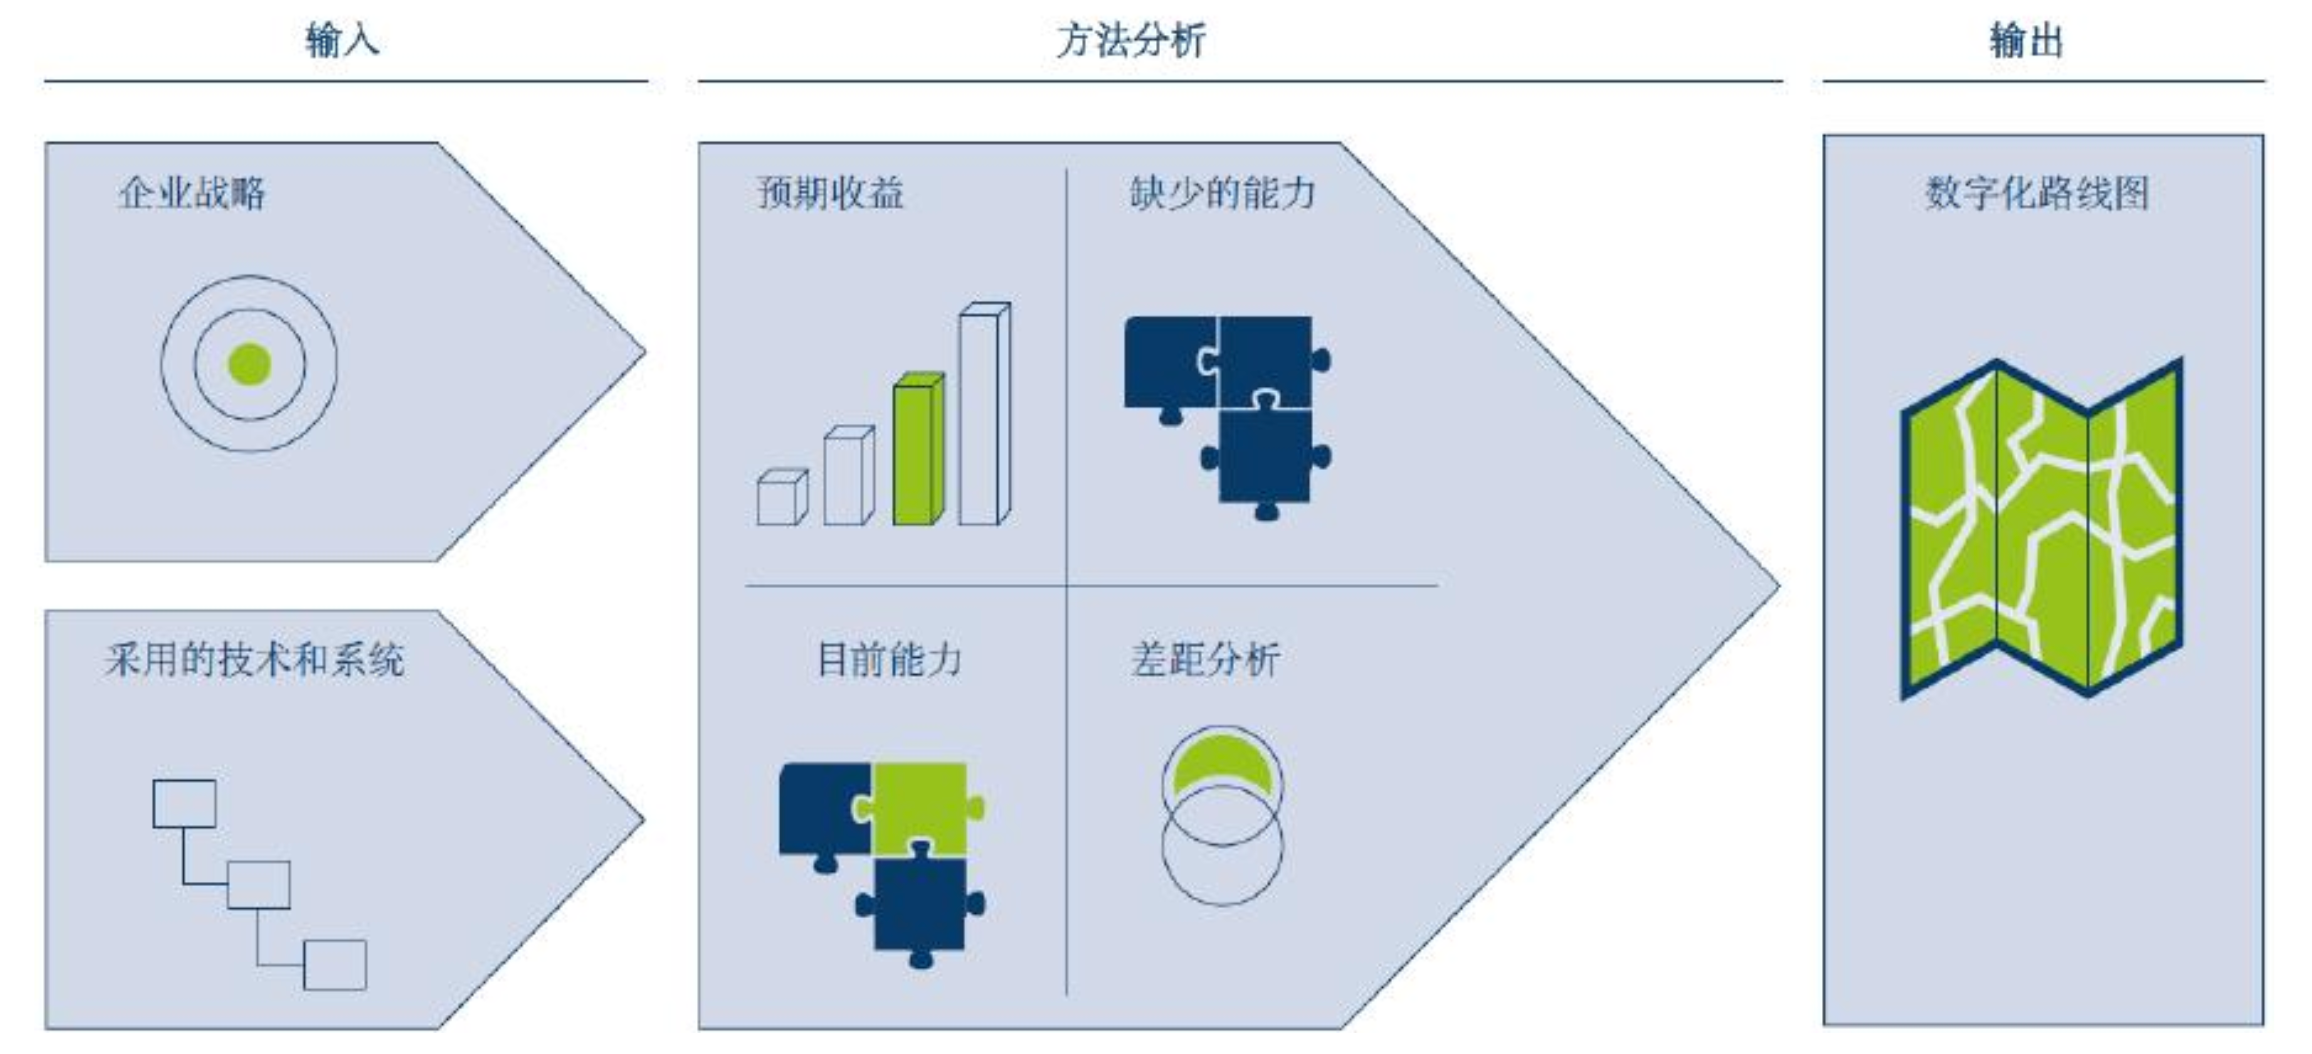 输入
方法分析
输出
企业战略
预期收益
缺少的能力
数字化路线图
采用的技术和系统
目前能力
差距分析